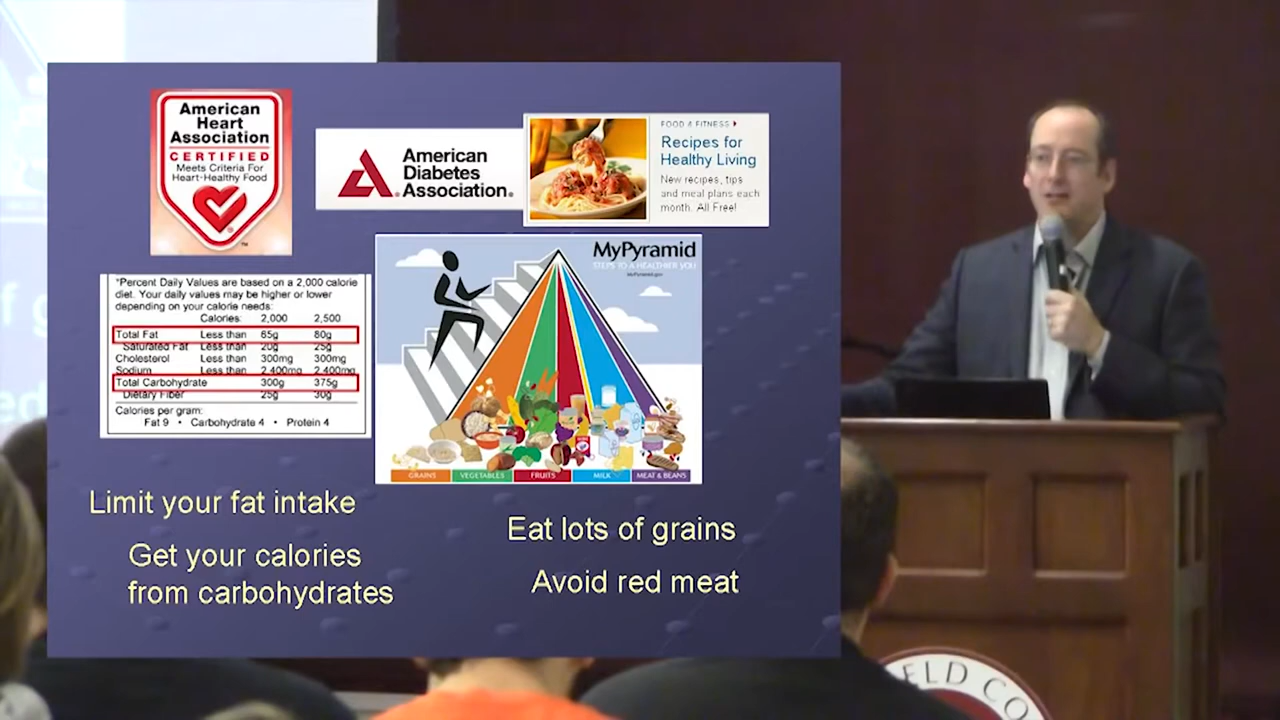 American
Heart
Association
CERTIFIED
Meets Criteria For
Heart-Healthy Food
™
American
Diabetes
Association®
FOOD & FITNESS
Recipes for
Healthy Living
New recipes, tips
and meal plans each
month. All Free!
*Percent Daily Values are based on a 2,000 calorie
diet. Your daily values may be higher or lower
depending on your calorie needs:
Calories: 2,000 2,500
Total Fat Less than 65g 80g
Saturated Fat Less than 20g 25g
Cholesterol Less than 300mg 300mg
Sodium Less than 2,400mg 2,400mg
Total Carbohydrate 300g 375g
Dietary Fiber 25g 30g
Calories per gram:
Fat 9 • Carbohydrate 4 • Protein 4
MyPyramid
STEPS TO A HEALTHIER YOU
MyPyramid.gov
GRAINS VEGETABLES FRUITS MILK MEAT & BEANS
Limit your fat intake
Get your calories
from carbohydrates
Eat lots of grains
Avoid red meat
ELD CO